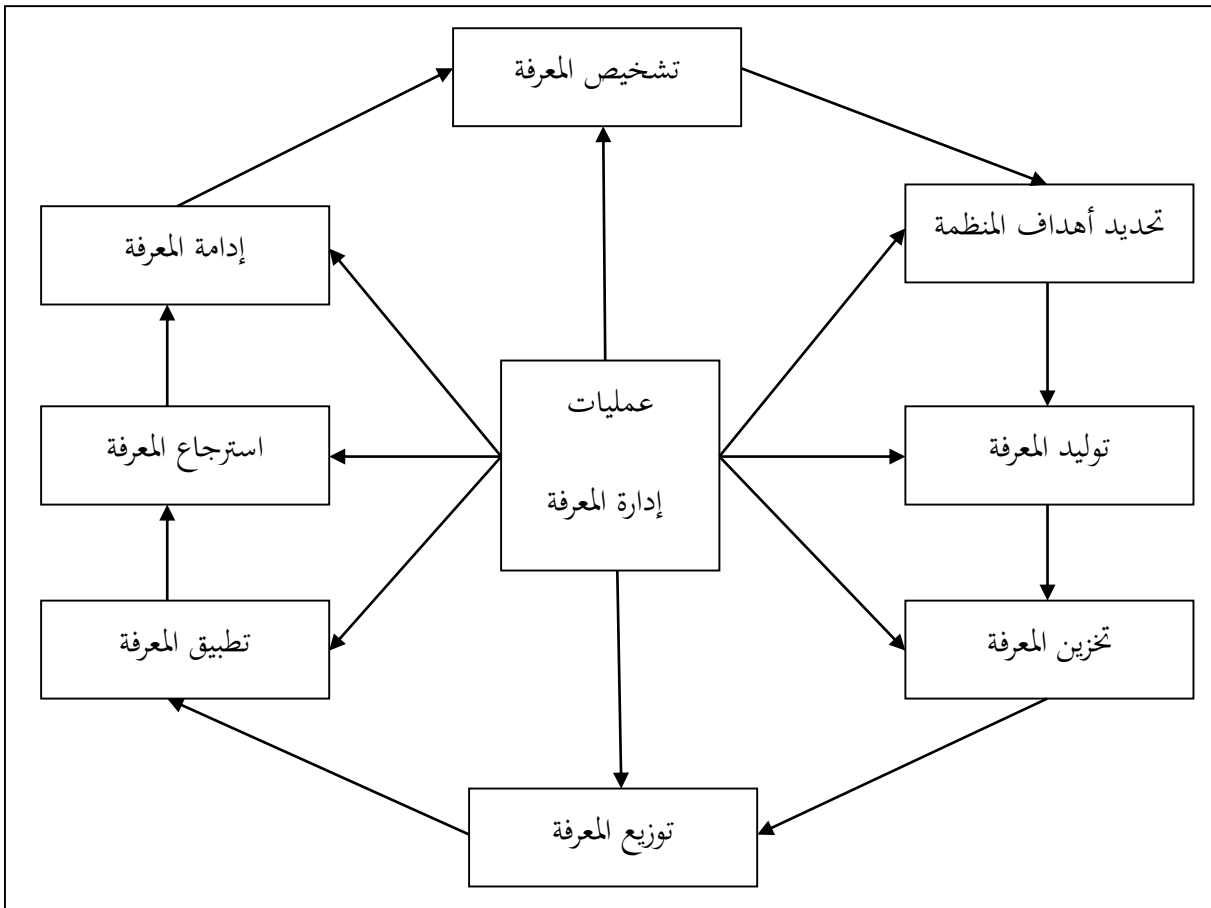 تشخيص المعرفة
تحديد أهداف المنظمة
إدامة المعرفة
عمليات
إدارة المعرفة
توليد المعرفة
استرجاع المعرفة
تخزين المعرفة
تطبيق المعرفة
توزيع المعرفة